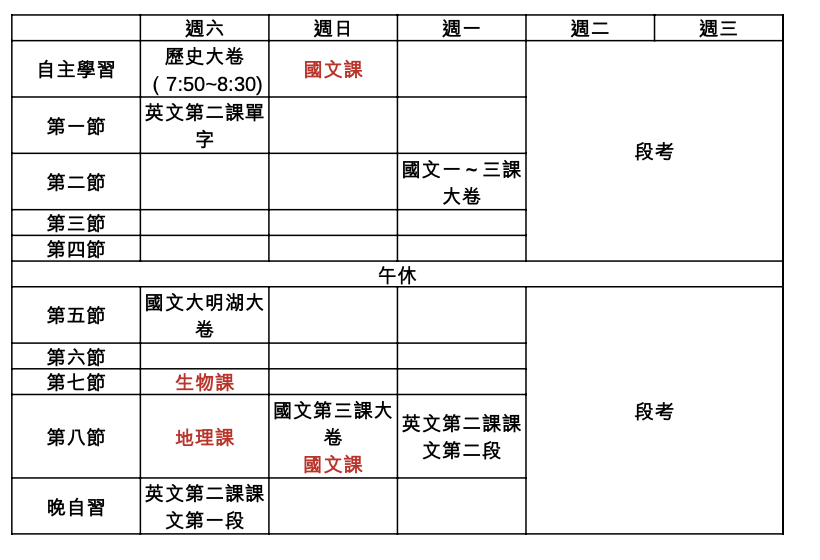 週六 週日 週一 週二 週三
自主學習
歷史大卷
( 7:50~8:30)
國文課
第一節
英文第二課單
字
第二節
國文一～三課
大卷
第三節
第四節
段考
午休
第五節
國文大明湖大
卷
第六節
第七節
生物課
第八節
地理課
國文第三課大
卷
國文課
英文第二課課
文第二段
晚自習
英文第二課課
文第一段
段考